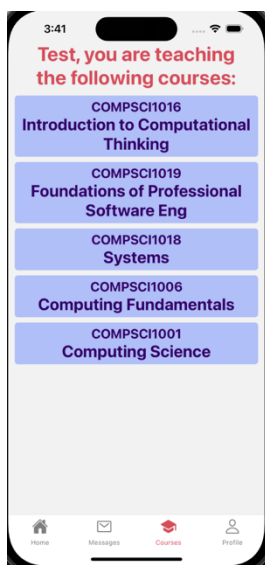 3:41
Test, you are teaching
the following courses:
COMPSCI1016
Introduction to Computational
Thinking
COMPSCI1019
Foundations of Professional
Software Eng
COMPSCI1018
Systems
COMPSCI1006
Computing Fundamentals
COMPSCI1001
Computing Science
Home Messages Courses Profile